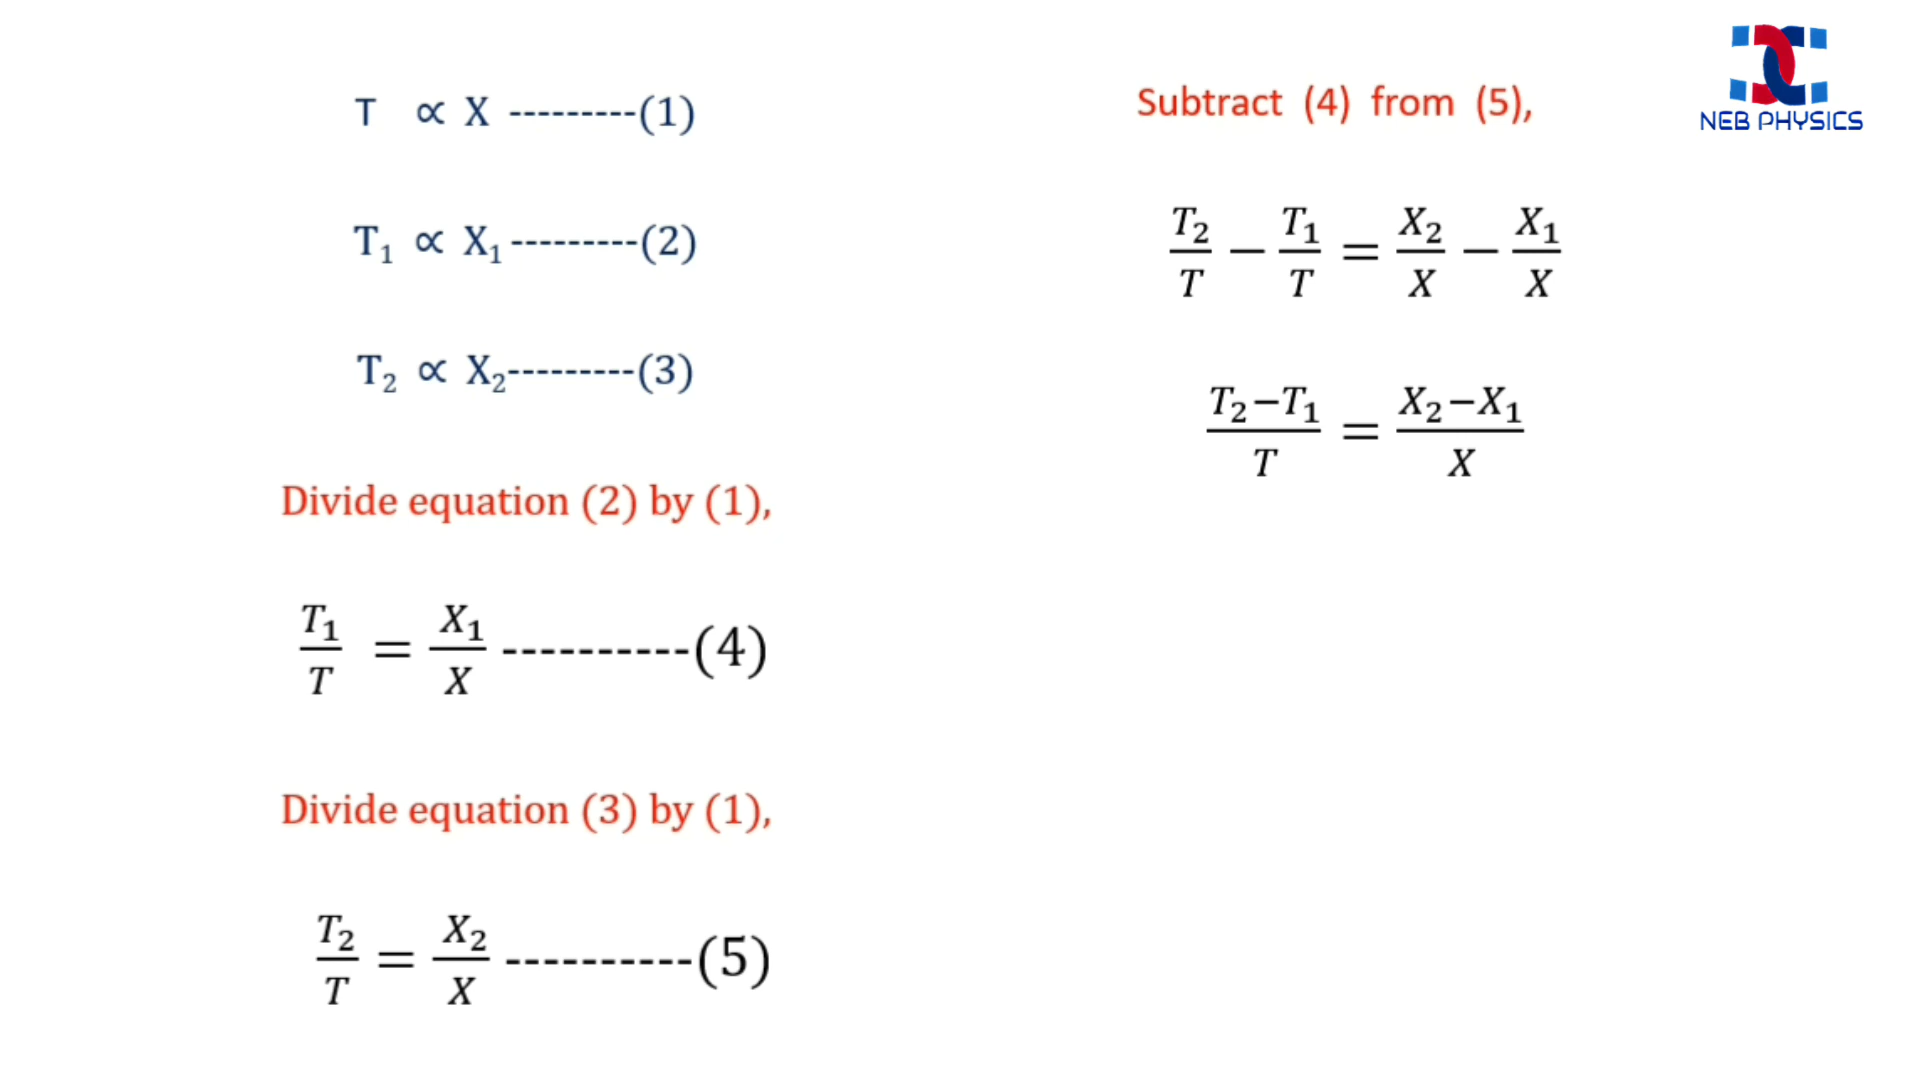 T ∝ X ---------(1)
T₁ ∝ X₁ ---------(2)
T₂ ∝ X₂---------(3)
Divide equation (2) by (1),
T₁/T = X₁/X ----------(4)
Divide equation (3) by (1),
T₂/T = X₂/X ----------(5)
Subtract (4) from (5),
T₂/T − T₁/T = X₂/X − X₁/X
(T₂−T₁)/T = (X₂−X₁)/X
NEB PHYSICS